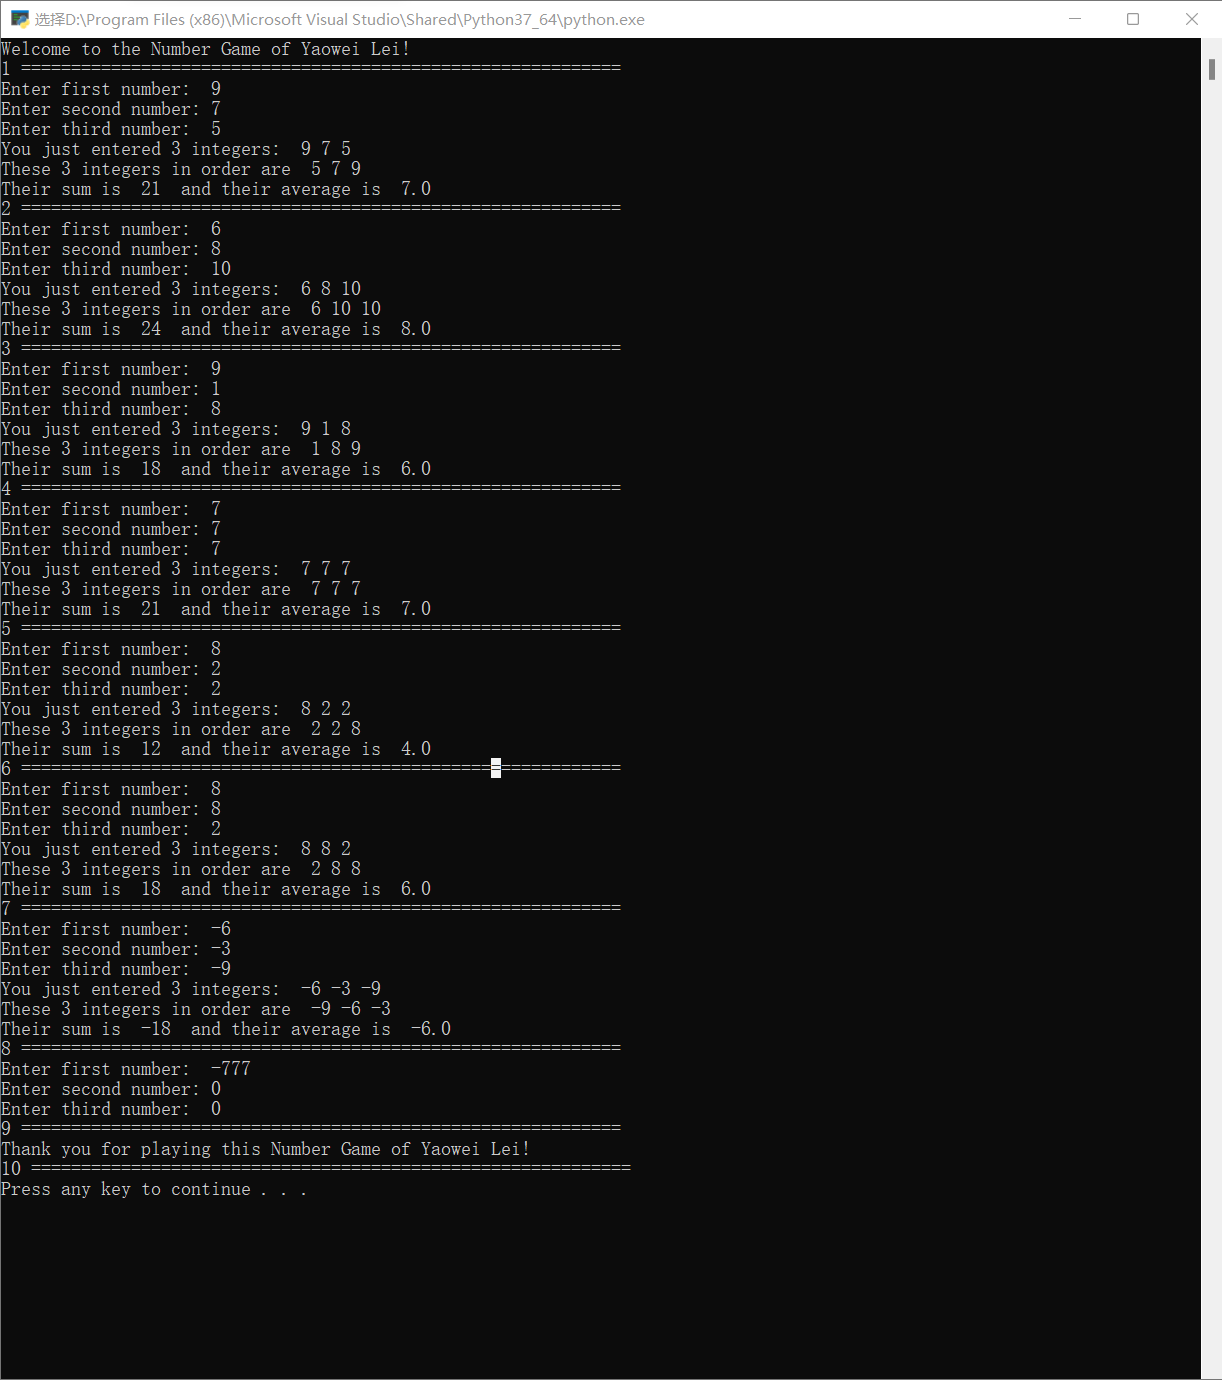 选择D:\Program Files (x86)\Microsoft Visual Studio\Shared\Python37_64\python.exe
Welcome to the Number Game of Yaowei Lei!
1 ============================================================
Enter first number:  9
Enter second number: 7
Enter third number:  5
You just entered 3 integers:  9 7 5
These 3 integers in order are  5 7 9
Their sum is  21  and their average is  7.0
2 ============================================================
Enter first number:  6
Enter second number: 8
Enter third number:  10
You just entered 3 integers:  6 8 10
These 3 integers in order are  6 10 10
Their sum is  24  and their average is  8.0
3 ============================================================
Enter first number:  9
Enter second number: 1
Enter third number:  8
You just entered 3 integers:  9 1 8
These 3 integers in order are  1 8 9
Their sum is  18  and their average is  6.0
4 ============================================================
Enter first number:  7
Enter second number: 7
Enter third number:  7
You just entered 3 integers:  7 7 7
These 3 integers in order are  7 7 7
Their sum is  21  and their average is  7.0
5 ============================================================
Enter first number:  8
Enter second number: 2
Enter third number:  2
You just entered 3 integers:  8 2 2
These 3 integers in order are  2 2 8
Their sum is  12  and their average is  4.0
6 ============================================================
Enter first number:  8
Enter second number: 8
Enter third number:  2
You just entered 3 integers:  8 8 2
These 3 integers in order are  2 8 8
Their sum is  18  and their average is  6.0
7 ============================================================
Enter first number:  -6
Enter second number: -3
Enter third number:  -9
You just entered 3 integers:  -6 -3 -9
These 3 integers in order are  -9 -6 -3
Their sum is  -18  and their average is  -6.0
8 ============================================================
Enter first number:  -777
Enter second number: 0
Enter third number:  0
9 ============================================================
Thank you for playing this Number Game of Yaowei Lei!
10 ============================================================
Press any key to continue . . .